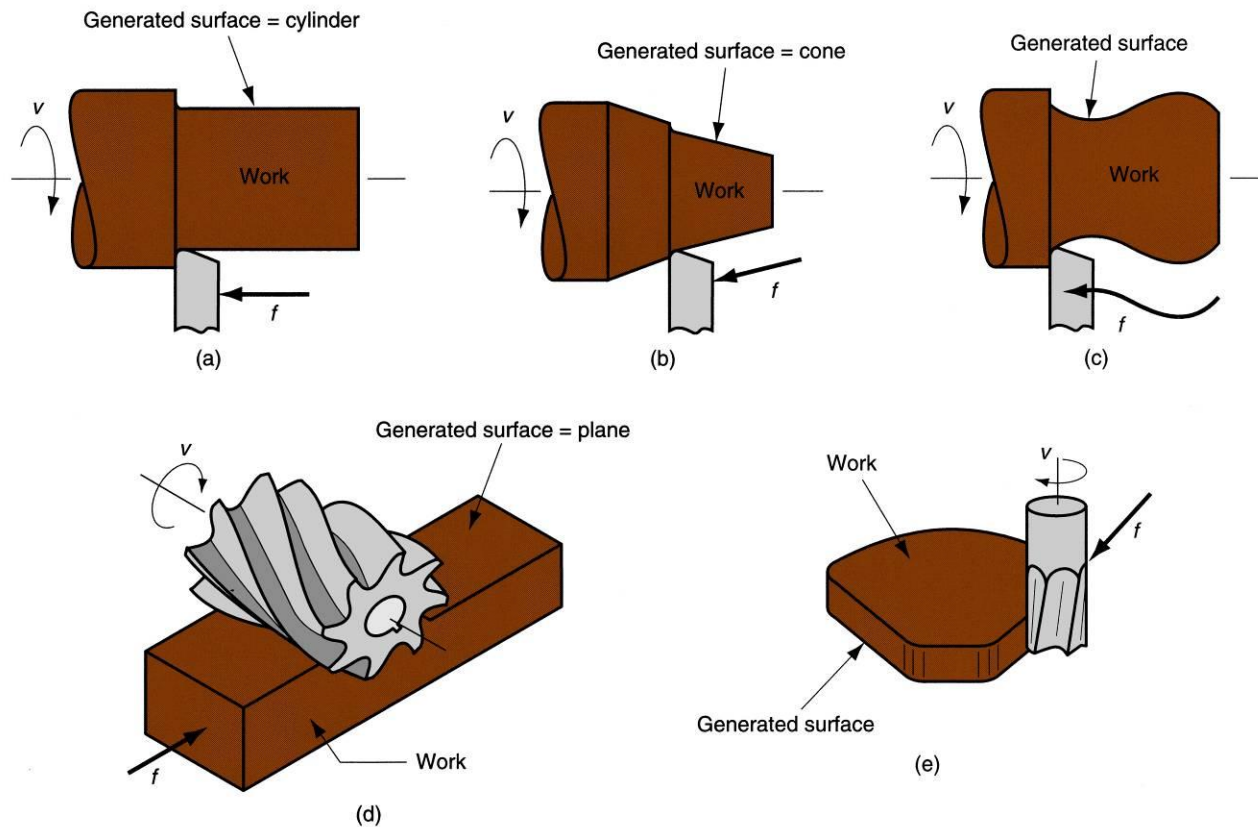 Generated surface = cylinder
v
Work
f
(a)
Generated surface = cone
v
Work
f
(b)
Generated surface
v
Work
f
(c)
Generated surface = plane
v
f
Work
(d)
Work
v
f
Generated surface
(e)